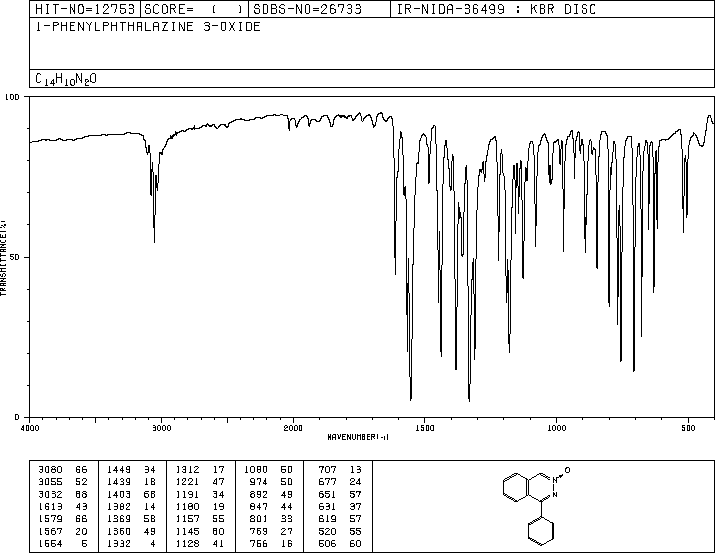 HIT-NO=12753 SCORE= ( ) SDBS-NO=26733 IR-NIDA-36499 : KBR DISC
1-PHENYLPHTHALAZINE 3-OXIDE
C14H10N2O
100
50
0
TRANSMITTANCE(%)
4000 3000 2000 1500 1000 500
WAVENUMBER(-1)
3080 66 1449 34 1312 17 1080 50 707 13
3055 52 1439 18 1221 47 974 50 677 24
3032 68 1403 68 1191 34 892 49 651 57
1613 43 1382 14 1180 19 847 44 631 37
1579 66 1369 58 1157 55 801 33 619 57
1567 20 1360 49 1145 60 769 27 520 55
1554 5 1332 4 1128 41 756 16 506 60
O
N
N